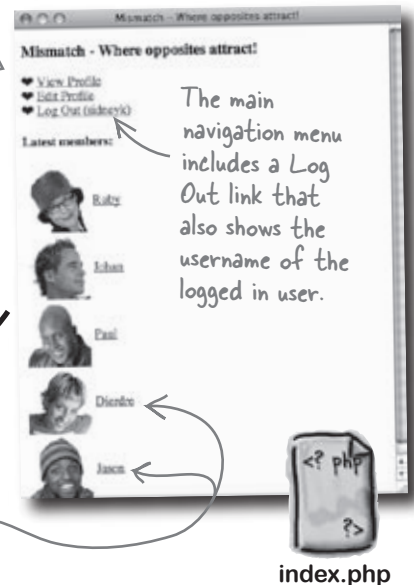 Mismatch - Where opposites attract!
Mismatch - Where opposites attract!
❤ View Profile
❤ Edit Profile
❤ Log Out (sidneyk)
Latest members:
Ruby
Johan
Paul
Dierdre
Jason
The main
navigation menu
includes a Log
Out link that
also shows the
username of the
logged in user.
<? php
?>
index.php